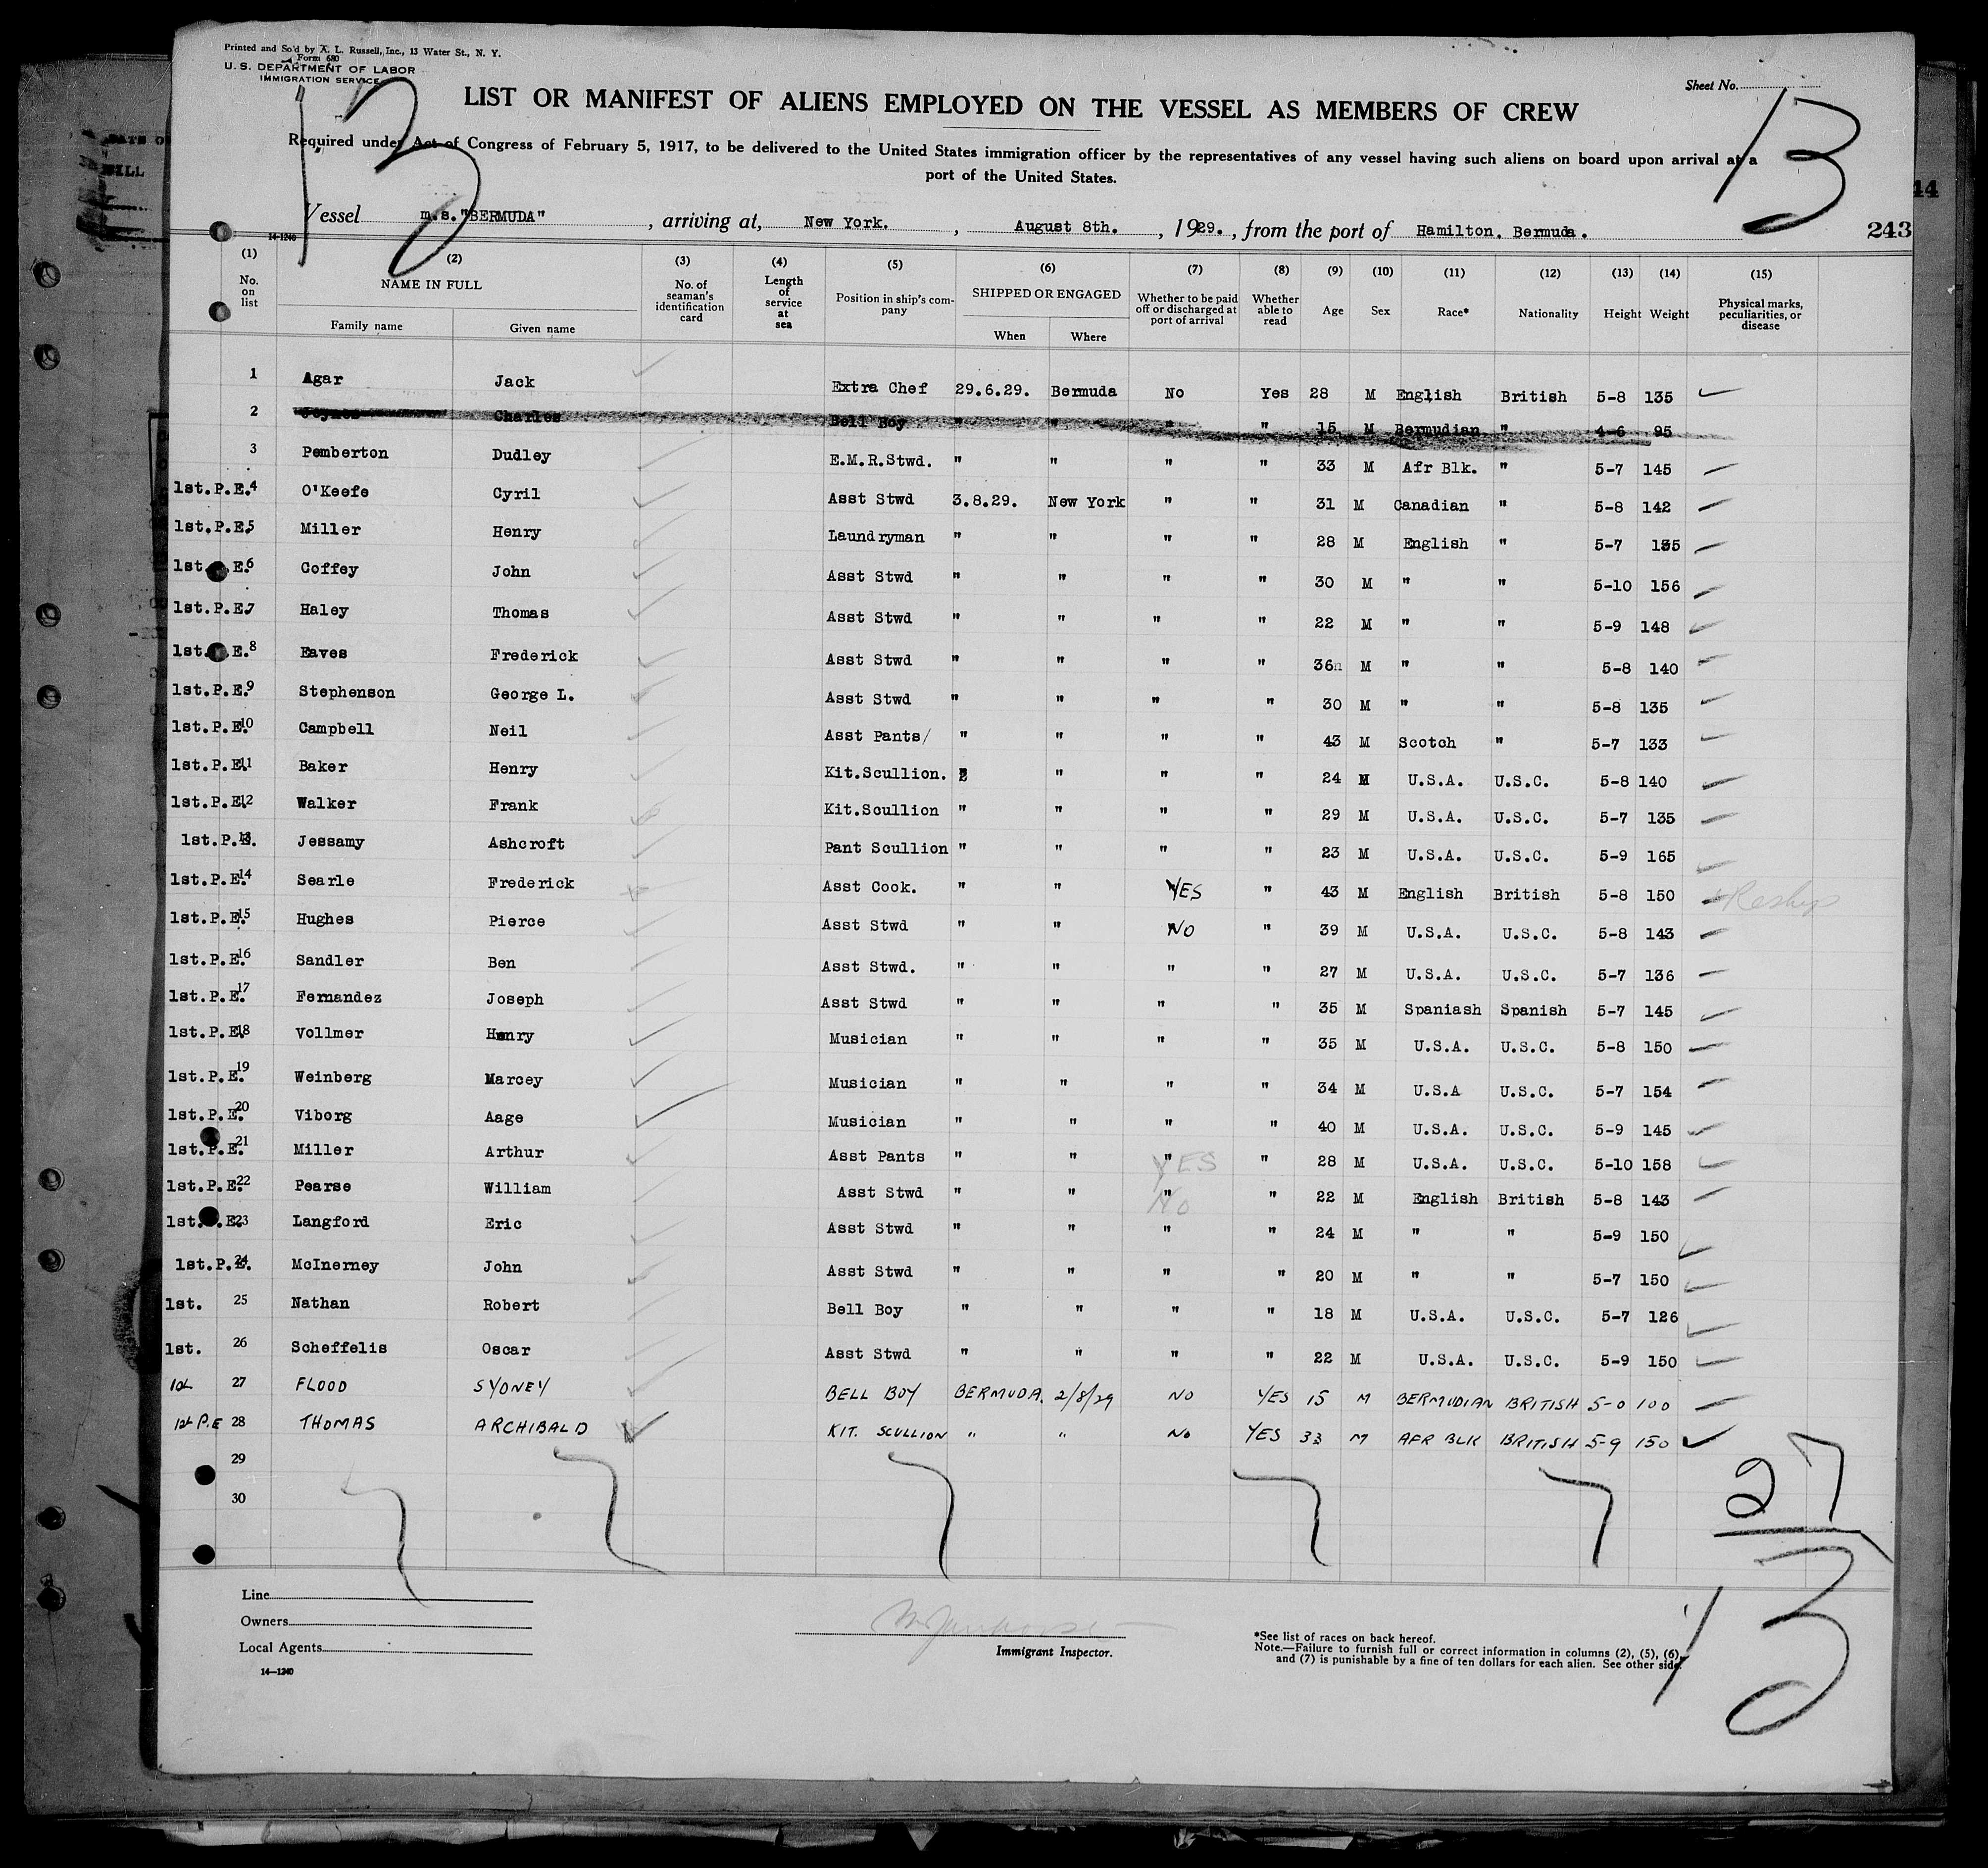 Printed and Sold by A. L. Russell, Inc., 13 Water St., N. Y.
Form 680
U. S. DEPARTMENT OF LABOR
IMMIGRATION SERVICE
Sheet No.
13
13
LIST OR MANIFEST OF ALIENS EMPLOYED ON THE VESSEL AS MEMBERS OF CREW
Required under Act of Congress of February 5, 1917, to be delivered to the United States immigration officer by the representatives of any vessel having such aliens on board upon arrival at a
port of the United States.
Vessel m.s."BERMUDA" , arriving at, New York. , August 8th. , 1929. , from the port of Hamilton, Bermuda.
14-1240
243
44
(1) No. on list (2) NAME IN FULL Family name Given name (3) No. of seaman's identification card (4) Length of service at sea (5) Position in ship's company (6) SHIPPED OR ENGAGED When Where (7) Whether to be paid off or discharged at port of arrival (8) Whether able to read (9) Age (10) Sex (11) Race* (12) Nationality (13) Height (14) Weight (15) Physical marks, peculiarities, or disease
1 Agar Jack Extra Chef 29.6.29. Bermuda No Yes 28 M English British 5-8 135
2 Charles Bell Boy " " " " 15 M Bermudian " 4-6 95
3 Pemberton Dudley E.M.R.Stwd. " " " " 33 M Afr Blk. " 5-7 145
1st.P.E. 4 O'Keefe Cyril Asst Stwd 3.8.29. New York " " 31 M Canadian " 5-8 142
1st.P.E. 5 Miller Henry Laundryman " " " " 28 M English " 5-7 135
1st. E. 6 Coffey John Asst Stwd " " " " 30 M " " 5-10 156
1st.P.E. 7 Haley Thomas Asst Stwd " " " " 22 M " " 5-9 148
1st. E. 8 Eaves Frederick Asst Stwd " " " " 36 M " " 5-8 140
1st.P.E. 9 Stephenson George L. Asst Stwd " " " " 30 M " " 5-8 135
1st.P.E. 10 Campbell Neil Asst Pants/ " " " " 43 M Scotch " 5-7 133
1st.P.E. 11 Baker Henry Kit.Scullion. " " " " 24 M U.S.A. U.S.C. 5-8 140
1st.P.E. 12 Walker Frank Kit.Scullion " " " " 29 M U.S.A. U.S.C. 5-7 135
1st.P.E. 13 Jessamy Ashcroft Pant Scullion " " " " 23 M U.S.A. U.S.C. 5-9 165
1st.P.E. 14 Searle Frederick Asst Cook. " " YES " 43 M English British 5-8 150 Reship
1st.P.E. 15 Hughes Pierce Asst Stwd " " NO " 39 M U.S.A. U.S.C. 5-8 143
1st.P.E. 16 Sandler Ben Asst Stwd. " " " " 27 M U.S.A. U.S.C. 5-7 136
1st.P.E. 17 Fernandez Joseph Asst Stwd " " " " 35 M Spaniash Spanish 5-7 145
1st.P.E. 18 Vollmer Henry Musician " " " " 35 M U.S.A. U.S.C. 5-8 150
1st.P.E. 19 Weinberg Marcey Musician " " " " 34 M U.S.A U.S.C. 5-7 154
1st.P.E. 20 Viborg Aage Musician " " " " 40 M U.S.A. U.S.C. 5-9 145
1st.P.E. 21 Miller Arthur Asst Pants " " " YES " 28 M U.S.A. U.S.C. 5-10 158
1st.P.E. 22 Pearse William Asst Stwd " " " No " 22 M English British 5-8 143
1st. .E. 23 Langford Eric Asst Stwd " " " " 24 M " " 5-9 150
1st.P.E. 24 McInerney John Asst Stwd " " " " 20 M " " 5-7 150
1st. 25 Nathan Robert Bell Boy " " " " 18 M U.S.A. U.S.C. 5-7 126
1st. 26 Scheffelis Oscar Asst Stwd " " " " 22 M U.S.A. U.S.C. 5-9 150
1st 27 FLOOD SYDNEY BELL BOY BERMUDA. 2/8/29 NO YES 15 M BERMUDIAN BRITISH 5-0 100
1st P.E 28 THOMAS ARCHIBALD KIT. SCULLION " " No YES 33 M AFR BLK BRITISH 5-9 150
29
30
27
13
Line
Owners
Local Agents
14-1240
Immigrant Inspector.
*See list of races on back hereof.
Note.—Failure to furnish full or correct information in columns (2), (5), (6),
and (7) is punishable by a fine of ten dollars for each alien. See other side.